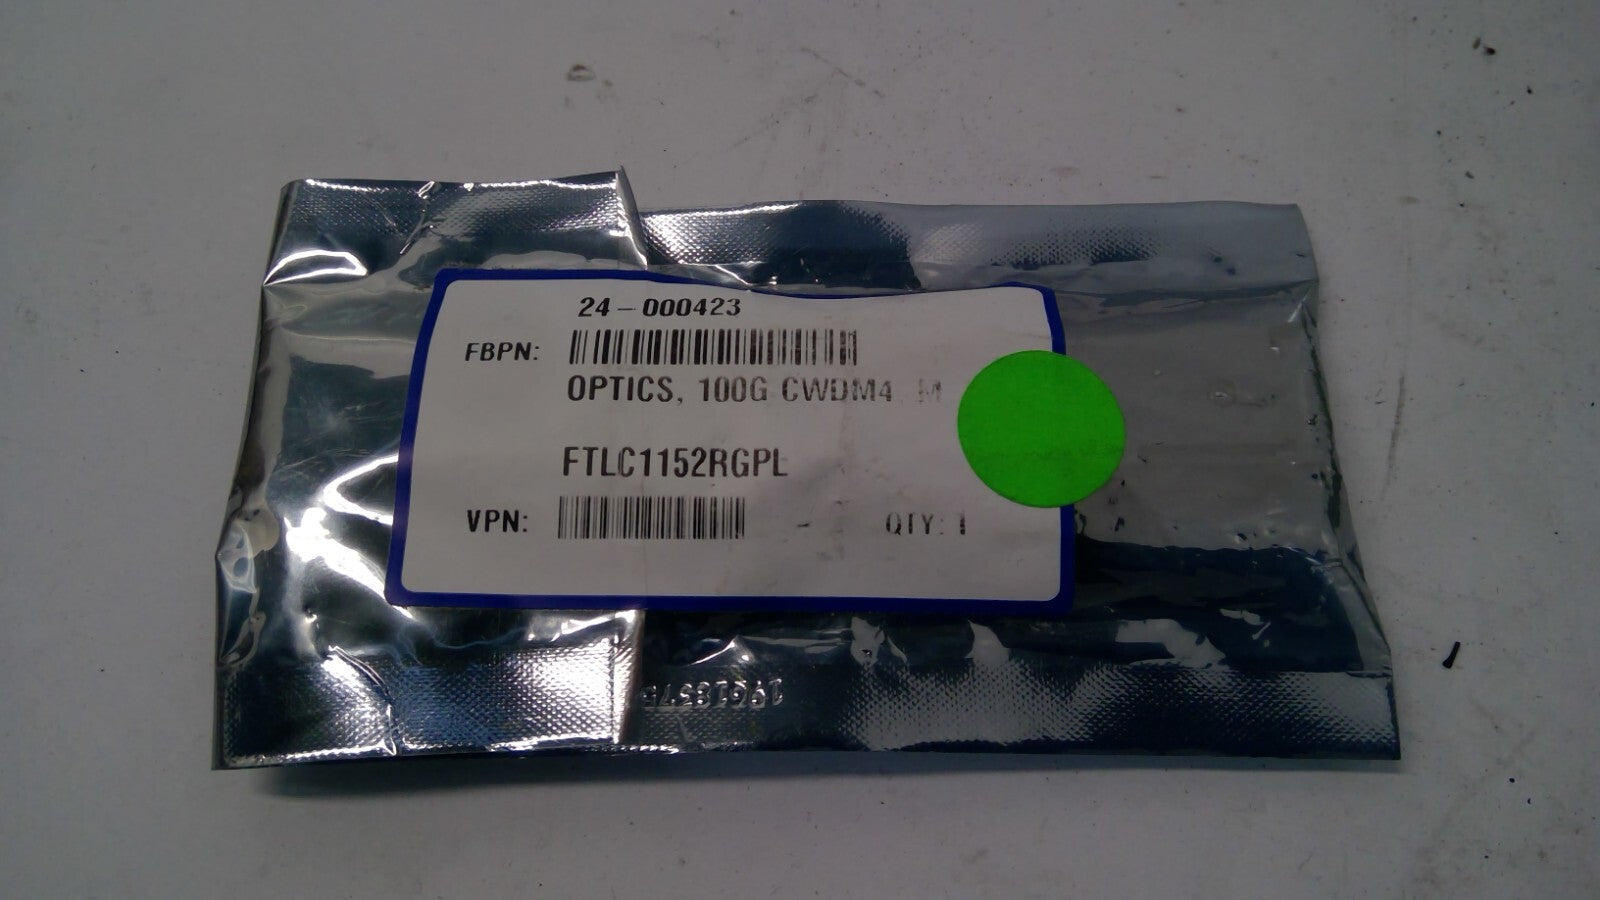 24-000423
FBPN:
OPTICS, 100G CWDM4, M
FTLC1152RGPL
VPN: - QTY: 1